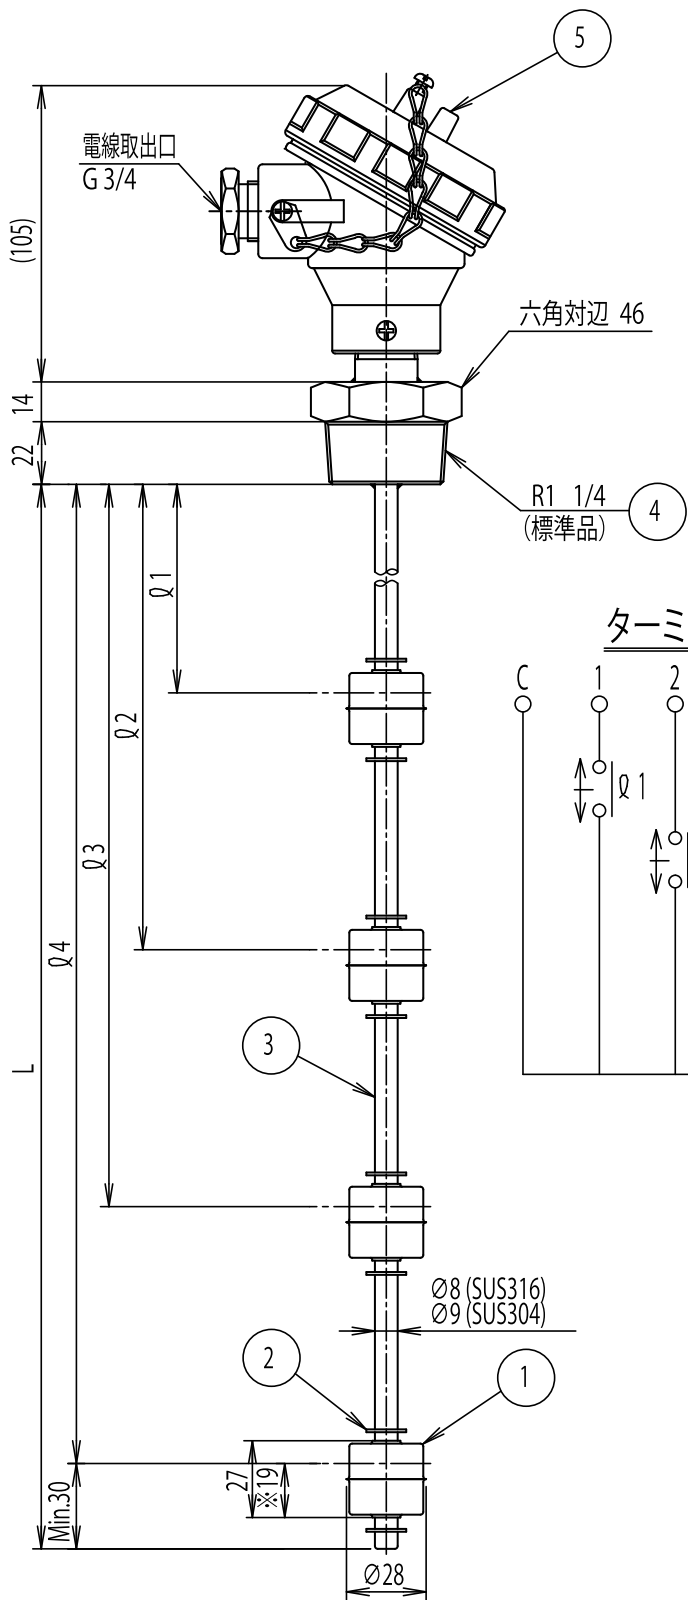 5
電線取出口
G 3/4
(105)
六角対辺 46
14
22
R1 1/4
(標準品)
4
ℓ1
ℓ2
ℓ3
ℓ4
L
ターミ
C
1
2
ℓ1
3
Ø8 (SUS316)
Ø9 (SUS304)
2
1
27
※19
Min.30
Ø28